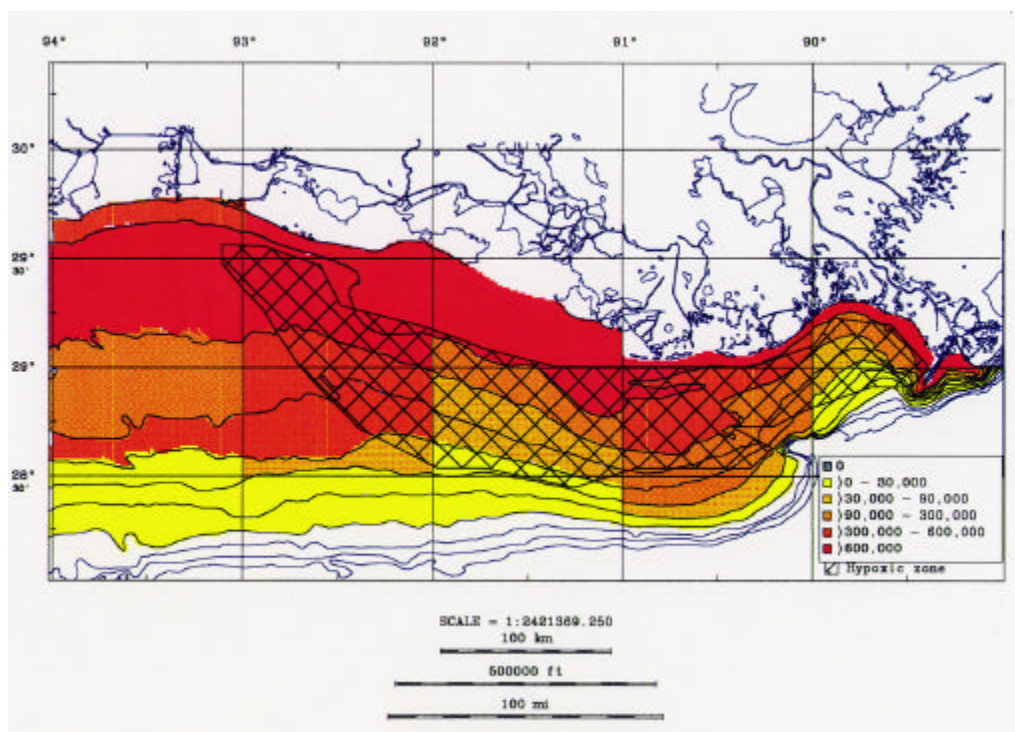 94° 93° 92° 91° 90°
30°
29°
30'
29°
28°
30'
0
>0 - 30,000
>30,000 - 90,000
>90,000 - 300,000
>300,000 - 600,000
>600,000
Hypoxic zone
SCALE = 1:2421369.250
100 km
500000 ft
100 mi